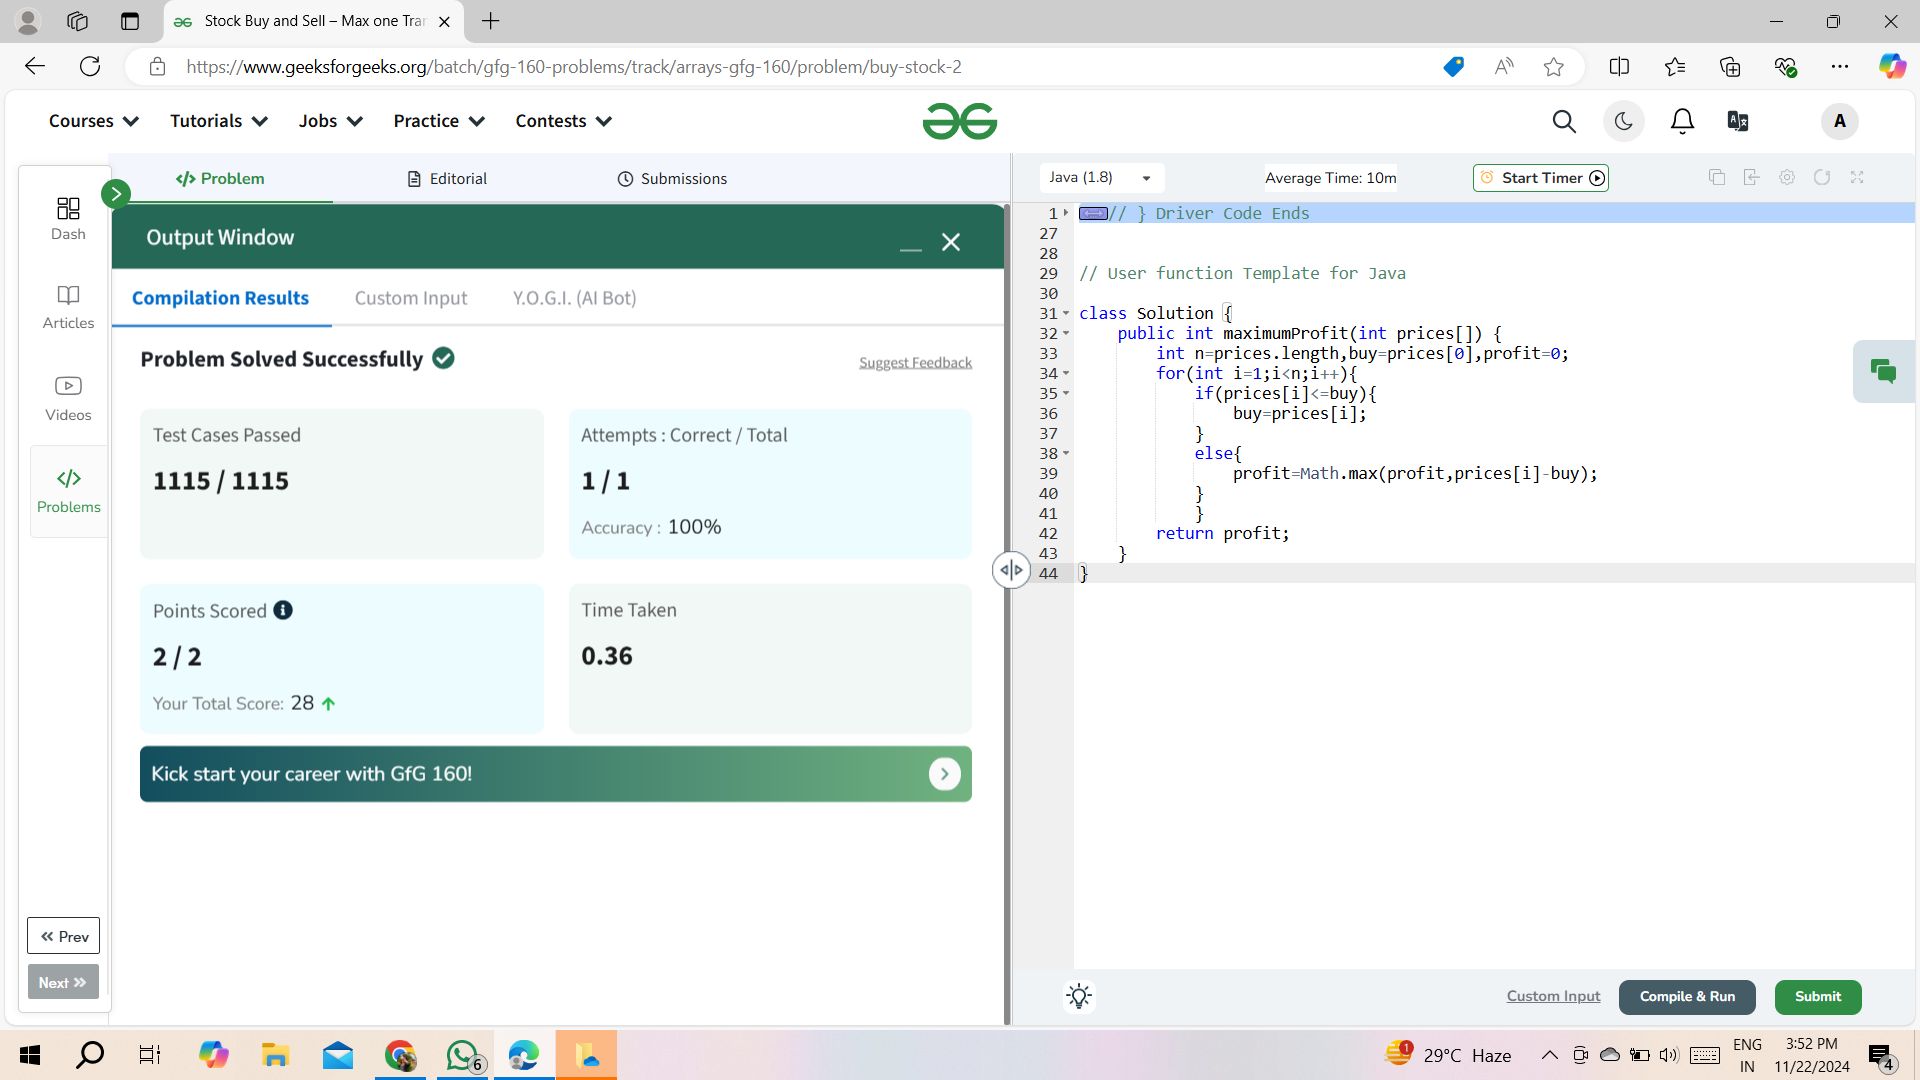 Stock Buy and Sell – Max one Tran
https://www.geeksforgeeks.org/batch/gfg-160-problems/track/arrays-gfg-160/problem/buy-stock-2
Courses Tutorials Jobs Practice Contests
A
Problem Editorial Submissions
Java (1.8) Average Time: 10m Start Timer
Dash
Articles
Videos
Problems
Prev
Next
Output Window
Compilation Results Custom Input Y.O.G.I. (AI Bot)
Problem Solved Successfully Suggest Feedback
Test Cases Passed
1115 / 1115
Attempts : Correct / Total
1 / 1
Accuracy : 100%
Points Scored
2 / 2
Your Total Score: 28
Time Taken
0.36
Kick start your career with GfG 160!
1 // } Driver Code Ends
27
28
29 // User function Template for Java
30
31 class Solution {
32 public int maximumProfit(int prices[]) {
33 int n=prices.length,buy=prices[0],profit=0;
34 for(int i=1;i<n;i++){
35 if(prices[i]<=buy){
36 buy=prices[i];
37 }
38 else{
39 profit=Math.max(profit,prices[i]-buy);
40 }
41 }
42 return profit;
43 }
44 }
Custom Input Compile & Run Submit
6
1
29°C Haze
ENG
IN
3:52 PM
11/22/2024
4